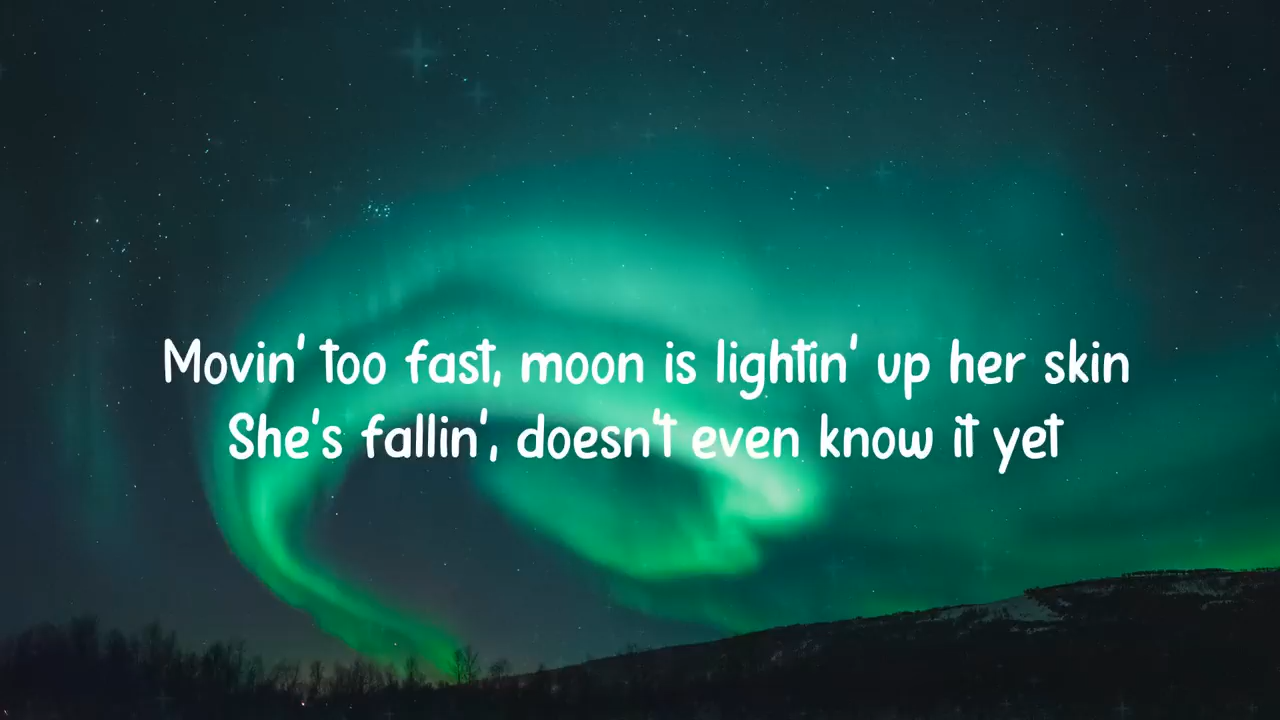 Movin' too fast, moon is lightin' up her skin
She's fallin', doesn't even know it yet